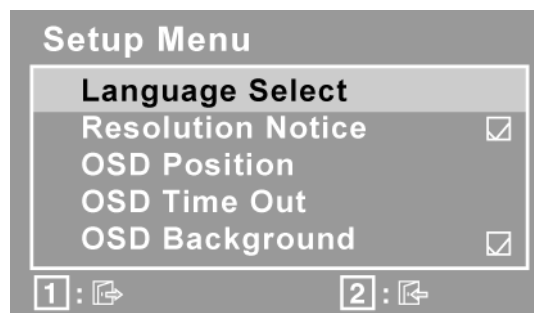 Setup Menu
Language Select
Resolution Notice
OSD Position
OSD Time Out
OSD Background
1 : 2 :